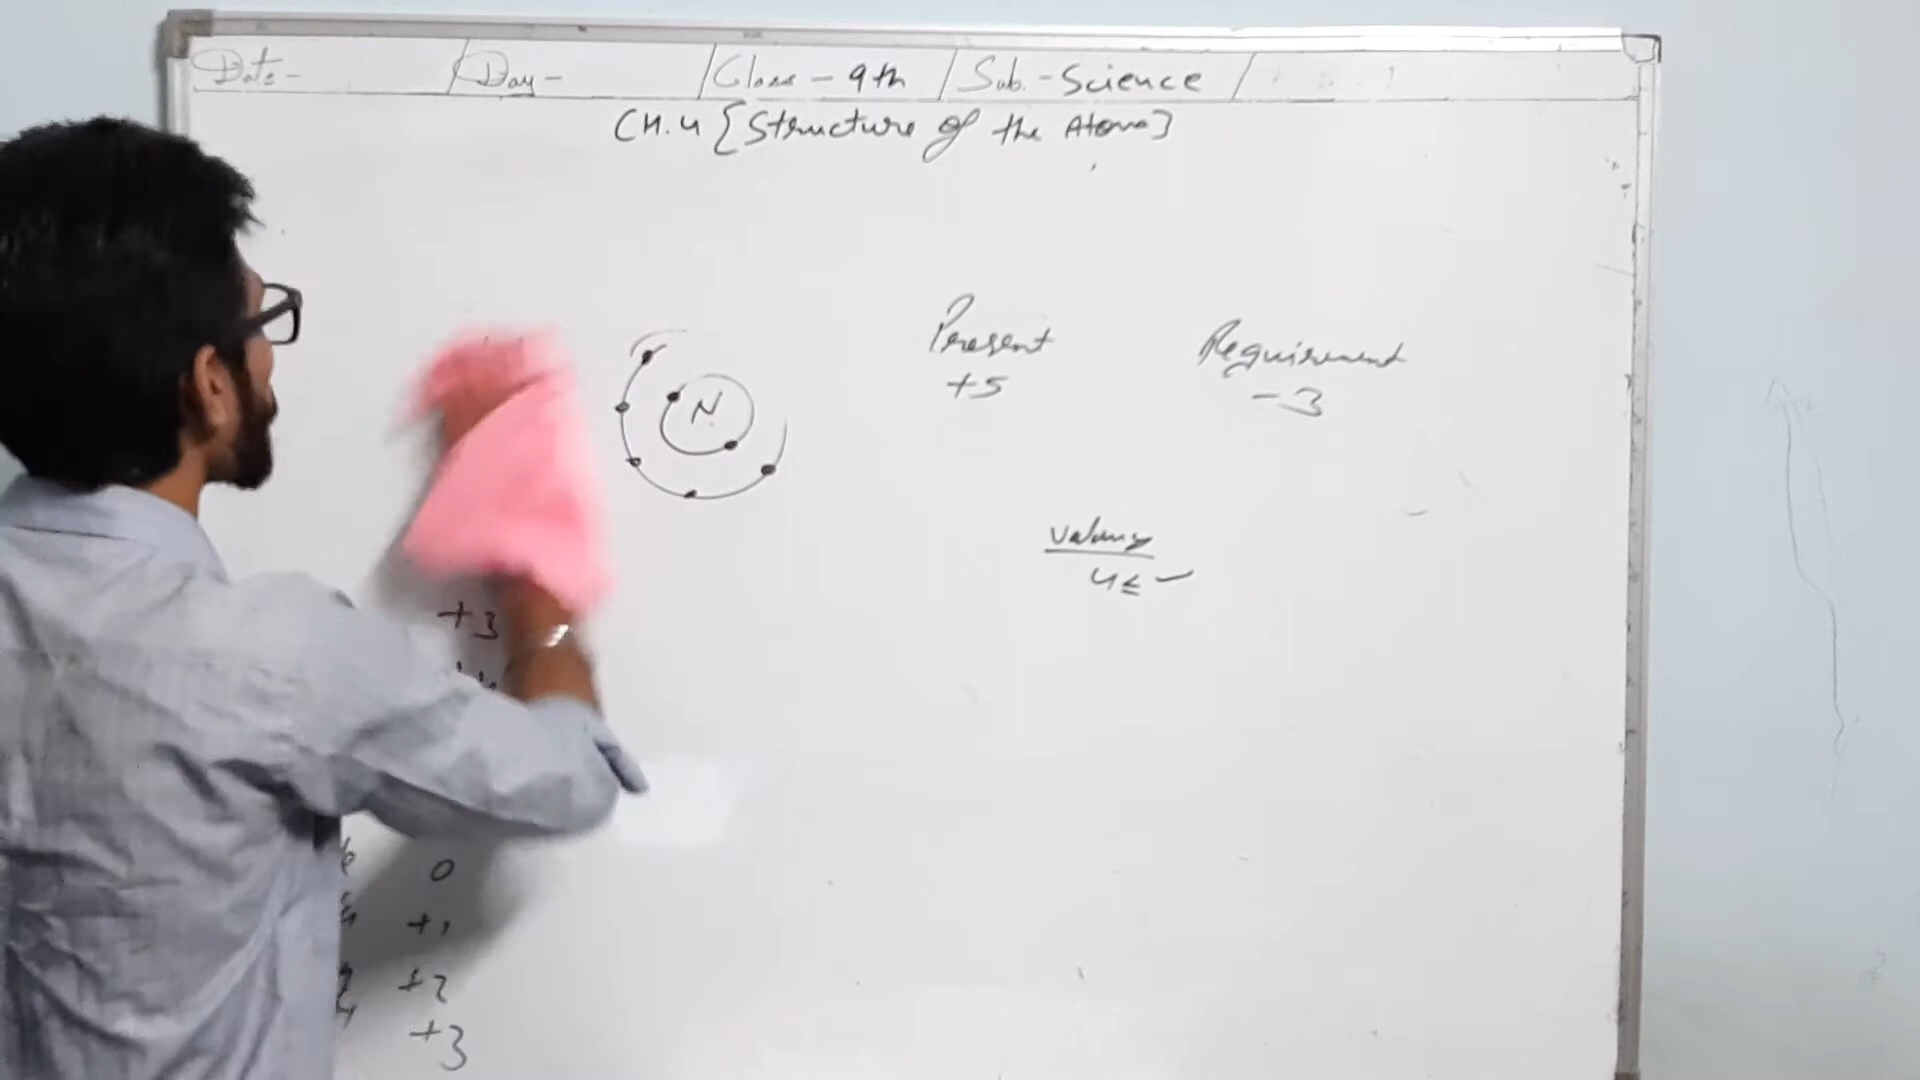 Date- / Day- / Class - 9th / Sub. - Science /
CH.4 [Structure of the Atom]
N
Present Requirement
+5 -3
4 ≤
+3
0
+1
+2
+3